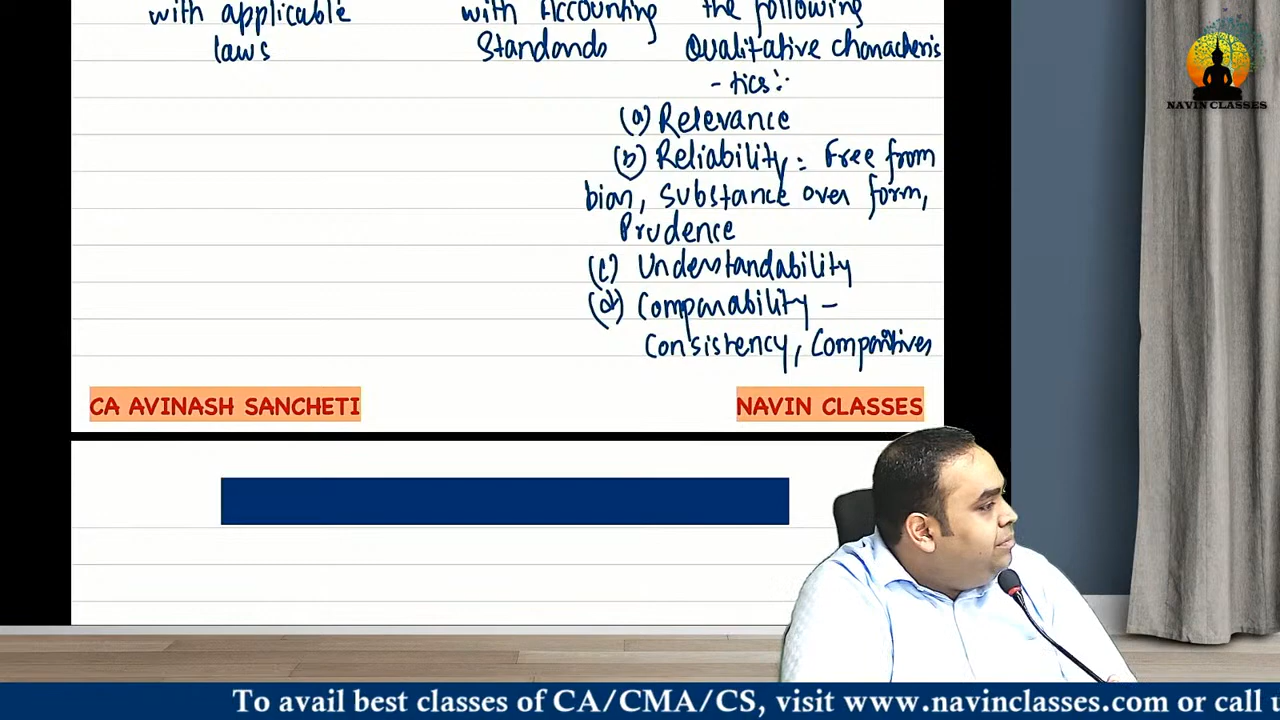 with applicable
laws
with Accounting
Standards
the following
Qualitative characteris
- tics :-
(a) Relevance
(b) Reliability : Free from
bias, Substance over form,
Prudence
(c) Understandability
(d) Comparability -
Consistency, Comparitives
CA AVINASH SANCHETI
NAVIN CLASSES
NAVIN CLASSES
To avail best classes of CA/CMA/CS, visit www.navinclasses.com or call u